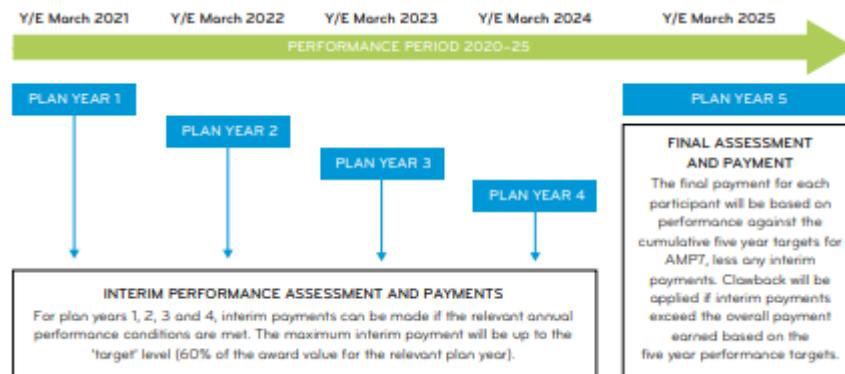 Y/E March 2021 Y/E March 2022 Y/E March 2023 Y/E March 2024 Y/E March 2025
PERFORMANCE PERIOD 2020–25
PLAN YEAR 1
PLAN YEAR 2
PLAN YEAR 3
PLAN YEAR 4
PLAN YEAR 5
INTERIM PERFORMANCE ASSESSMENT AND PAYMENTS
For plan years 1, 2, 3 and 4, interim payments can be made if the relevant annual
performance conditions are met. The maximum interim payment will be up to the
'target' level (60% of the award value for the relevant plan year).
FINAL ASSESSMENT
AND PAYMENT
The final payment for each
participant will be based on
performance against the
cumulative five year targets for
AMP7, less any interim
payments. Clawback will be
applied if interim payments
exceed the overall payment
earned based on the
five year performance targets.